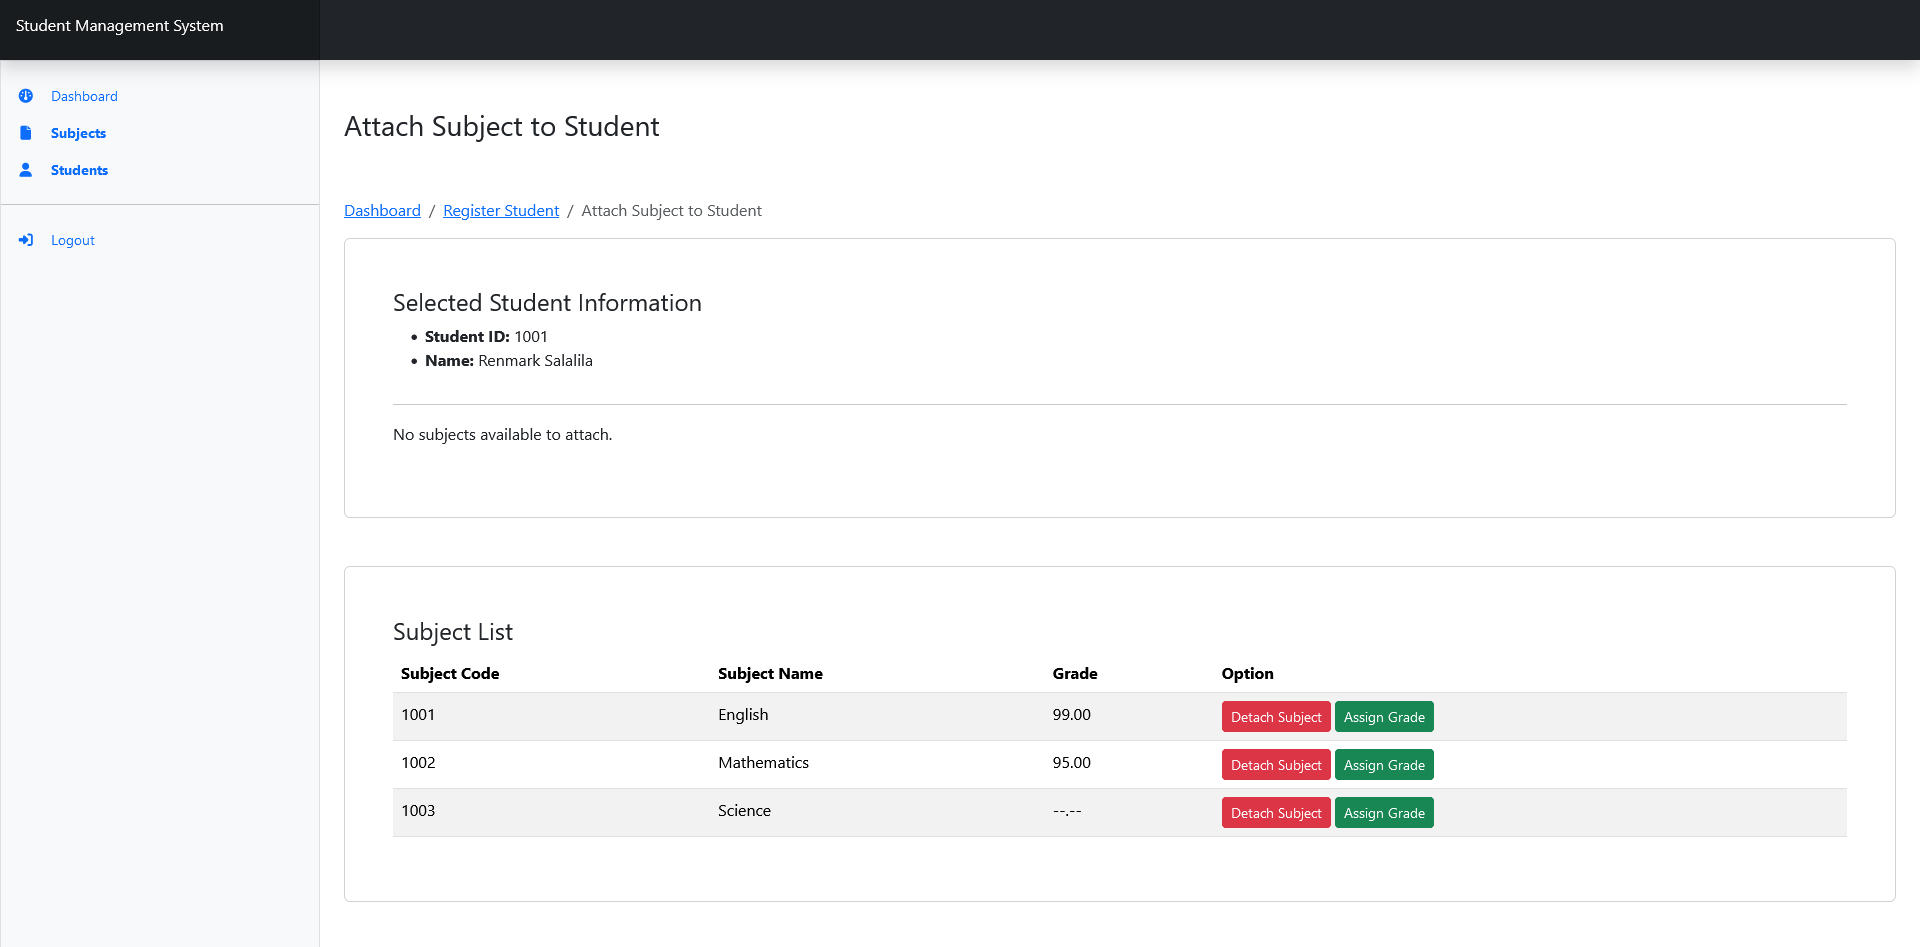 Student Management System
Dashboard
Subjects
Students
Logout
Attach Subject to Student
Dashboard / Register Student / Attach Subject to Student
Selected Student Information
• Student ID: 1001
• Name: Renmark Salalila
No subjects available to attach.
Subject List
Subject Code Subject Name Grade Option
1001 English 99.00 Detach Subject Assign Grade
1002 Mathematics 95.00 Detach Subject Assign Grade
1003 Science --.-- Detach Subject Assign Grade